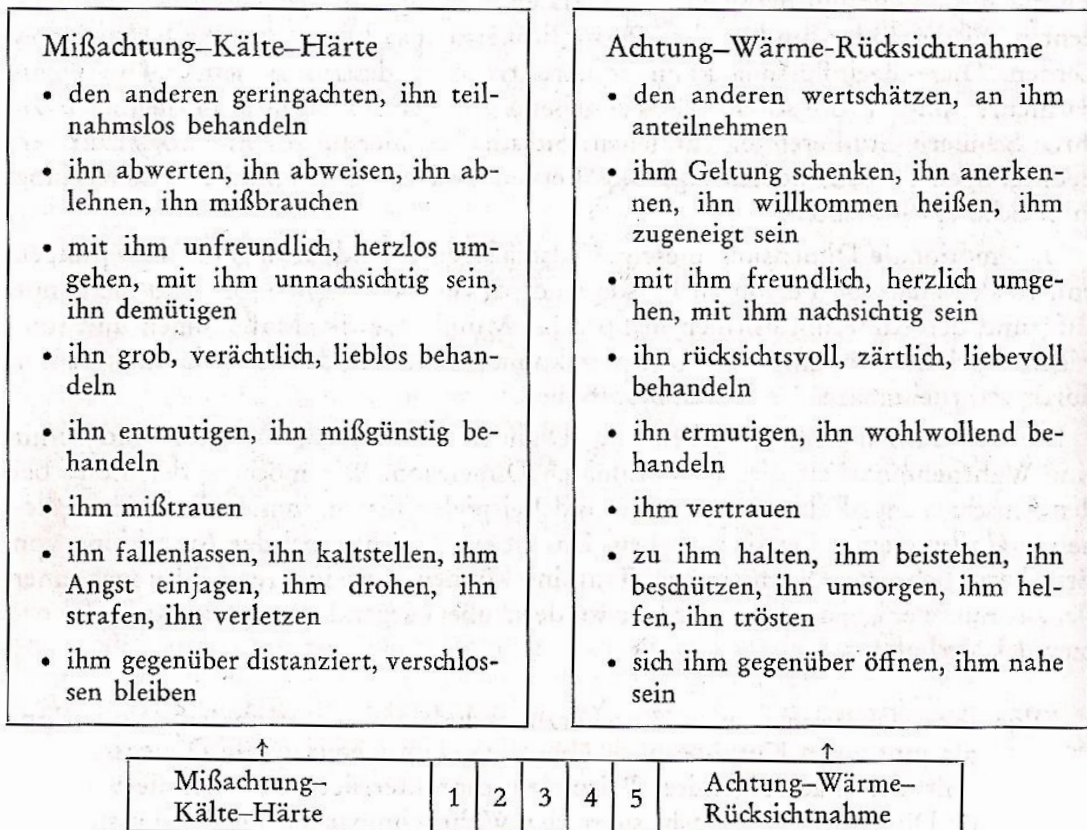 Mißachtung–Kälte–Härte
• den anderen geringachten, ihn teil-
nahmslos behandeln
• ihn abwerten, ihn abweisen, ihn ab-
lehnen, ihn mißbrauchen
• mit ihm unfreundlich, herzlos um-
gehen, mit ihm unnachsichtig sein,
ihn demütigen
• ihn grob, verächtlich, lieblos behan-
deln
• ihn entmutigen, ihn mißgünstig be-
handeln
• ihm mißtrauen
• ihn fallenlassen, ihn kaltstellen, ihm
Angst einjagen, ihm drohen, ihn
strafen, ihn verletzen
• ihm gegenüber distanziert, verschlos-
sen bleiben
Achtung–Wärme-Rücksichtnahme
• den anderen wertschätzen, an ihm
anteilnehmen
• ihm Geltung schenken, ihn anerken-
nen, ihn willkommen heißen, ihm
zugeneigt sein
• mit ihm freundlich, herzlich umge-
hen, mit ihm nachsichtig sein
• ihn rücksichtsvoll, zärtlich, liebevoll
behandeln
• ihn ermutigen, ihn wohlwollend be-
handeln
• ihm vertrauen
• zu ihm halten, ihm beistehen, ihn
beschützen, ihn umsorgen, ihm hel-
fen, ihn trösten
• sich ihm gegenüber öffnen, ihm nahe
sein
↑ ↑
Mißachtung–
Kälte–Härte
1 2 3 4 5
Achtung–Wärme–
Rücksichtnahme